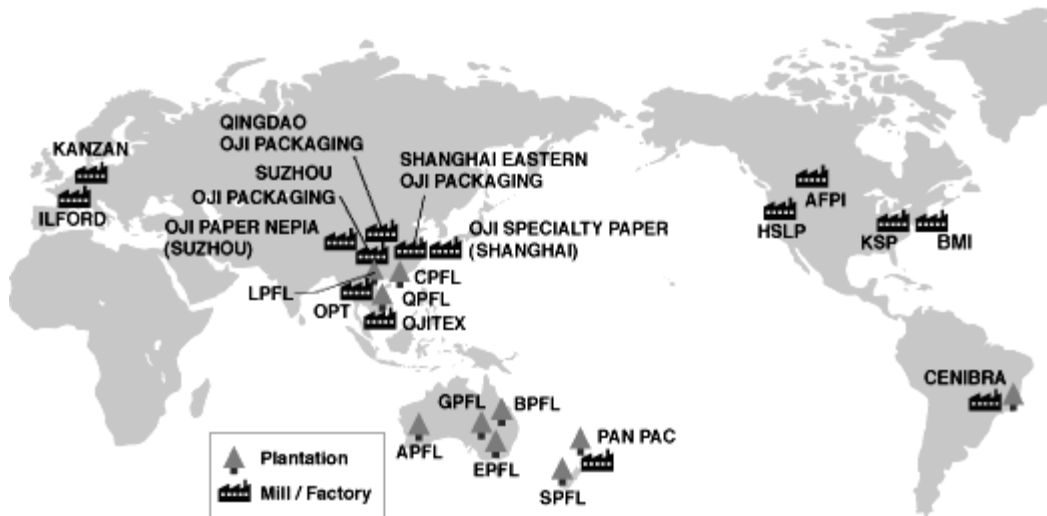 QINGDAO
OJI PACKAGING
KANZAN
SUZHOU
OJI PACKAGING
SHANGHAI EASTERN
OJI PACKAGING
ILFORD
OJI PAPER NEPIA
(SUZHOU)
OJI SPECIALTY PAPER
(SHANGHAI)
AFPI
HSLP
KSP
BMI
LPFL
CPFL
OPT
QPFL
OJITEX
CENIBRA
GPFL
BPFL
APFL
EPFL
PAN PAC
SPFL
Plantation
Mill / Factory